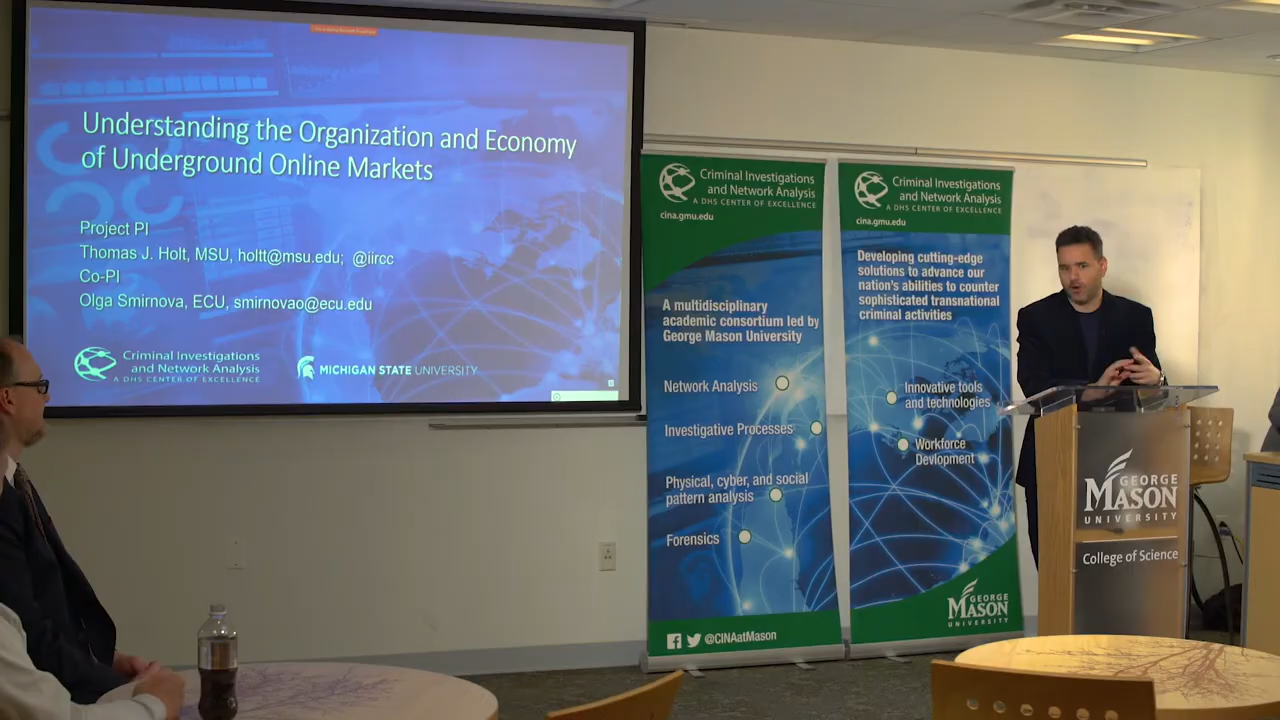 Understanding the Organization and Economy
of Underground Online Markets
Project PI
Thomas J. Holt, MSU, holtt@msu.edu; @iircc
Co-PI
Olga Smirnova, ECU, smirnovao@ecu.edu
Criminal Investigations
and Network Analysis
A DHS CENTER OF EXCELLENCE
MICHIGAN STATE UNIVERSITY
Criminal Investigations
and Network Analysis
A DHS CENTER OF EXCELLENCE
cina.gmu.edu
A multidisciplinary
academic consortium led by
George Mason University
Network Analysis
Investigative Processes
Physical, cyber, and social
pattern analysis
Forensics
@CINAatMason
Criminal Investigations
and Network Analysis
A DHS CENTER OF EXCELLENCE
cina.gmu.edu
Developing cutting-edge
solutions to advance our
nation's abilities to counter
sophisticated transnational
criminal activities
Innovative tools
and technologies
Workforce
Devlopment
GEORGE
MASON
UNIVERSITY
GEORGE
MASON
UNIVERSITY
College of Science